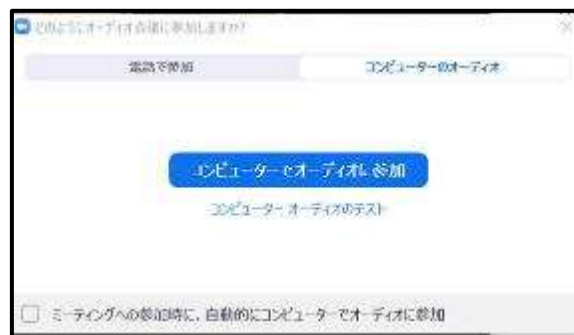 どのようにオーディオ会議に参加しますか?
電話で参加
コンピューターのオーディオ
コンピューターでオーディオに参加
コンピューター オーディオのテスト
ミーティングへの参加時に、自動的にコンピューターでオーディオに参加